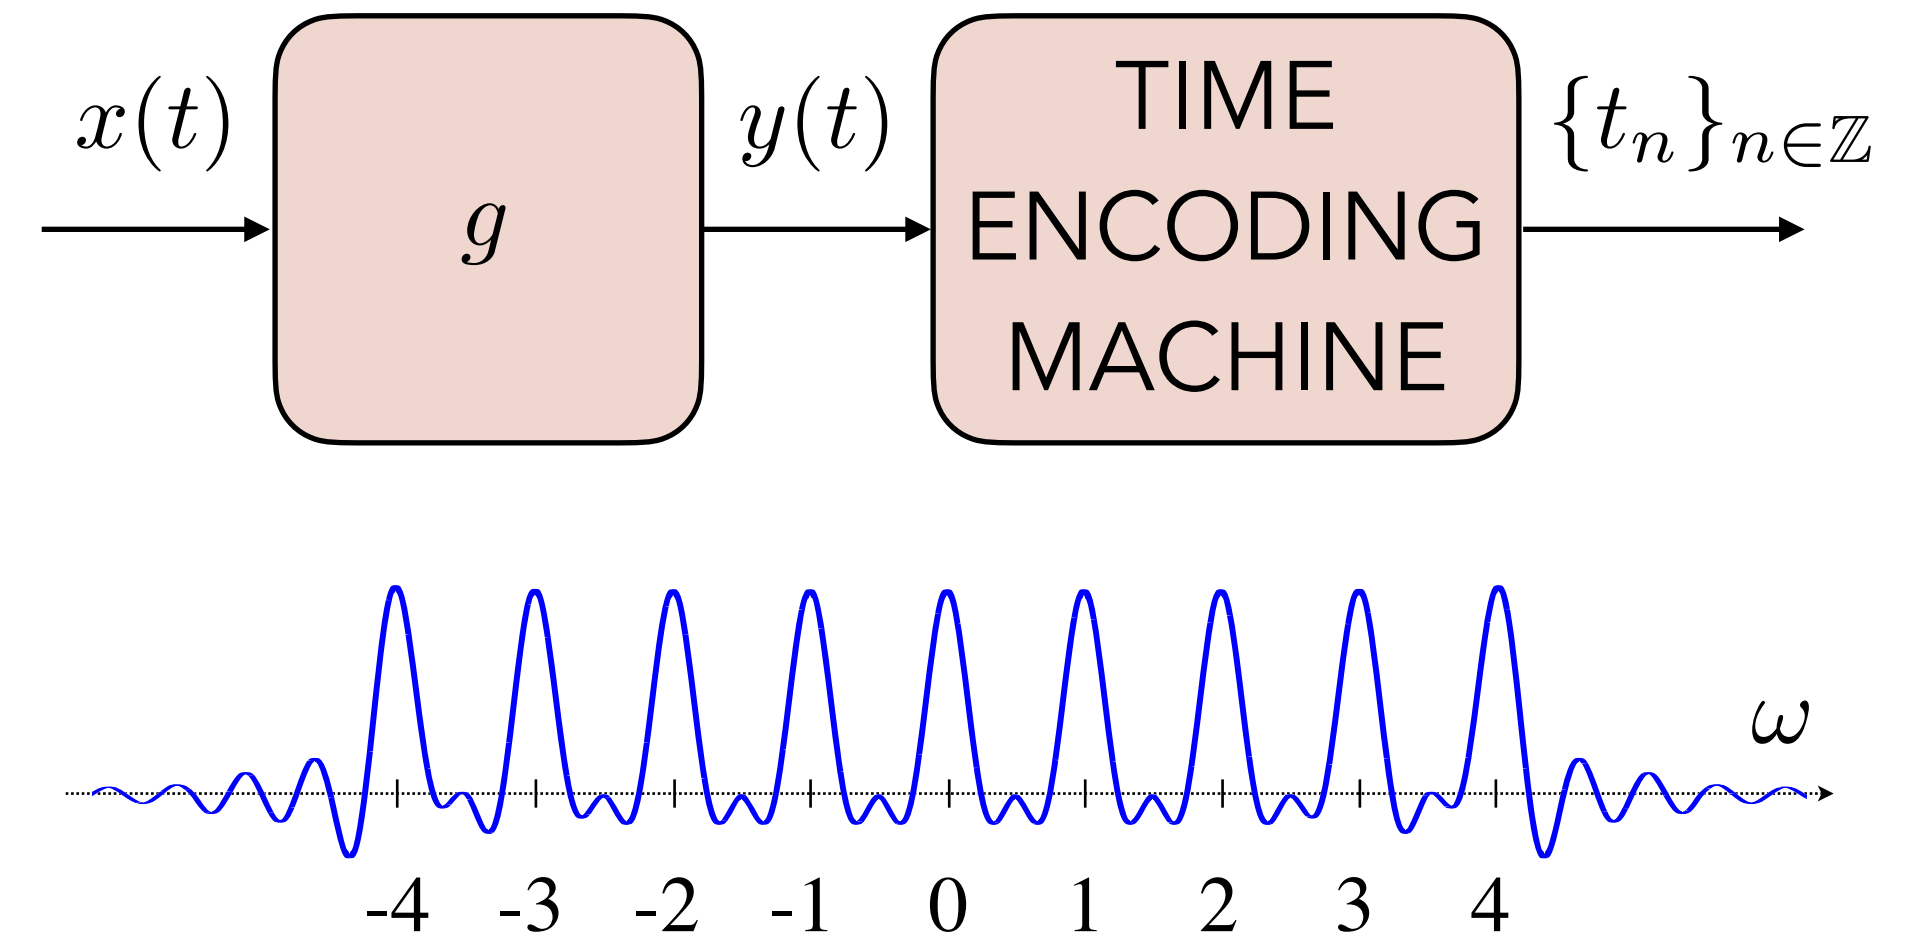 x(t)
g
y(t)
TIME
ENCODING
MACHINE
{t_n}_{n∈ℤ}
ω
-4 -3 -2 -1 0 1 2 3 4